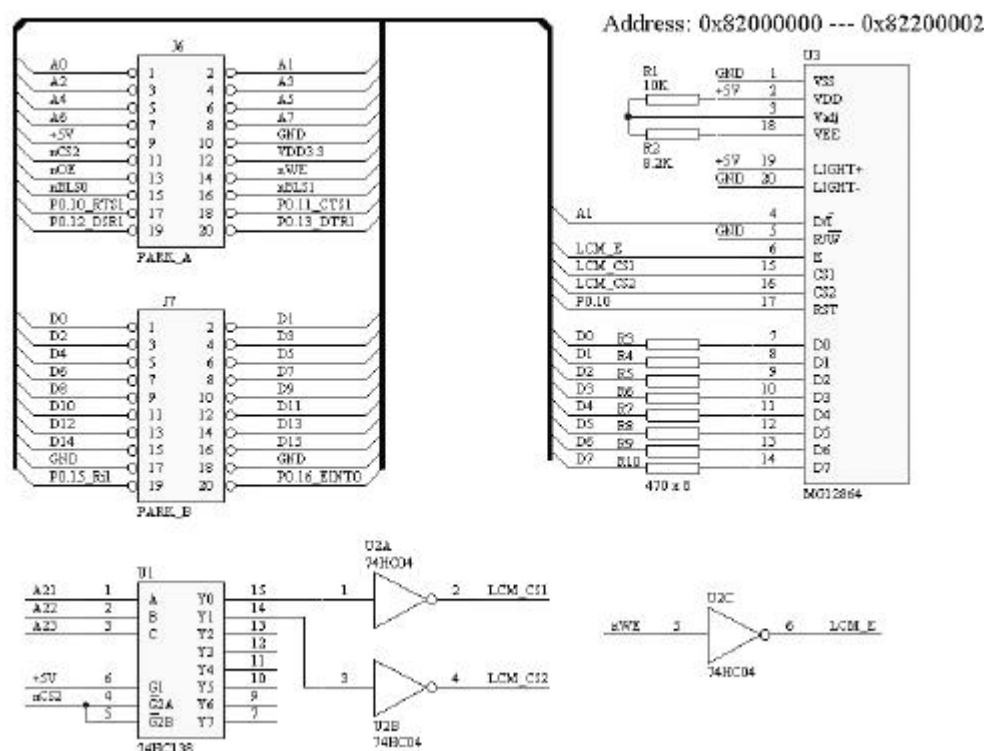 Address: 0x82000000 --- 0x82200002
J6
A0 1 2 A1
A2 3 4 A3
A4 5 6 A5
A6 7 8 A7
+5V 9 10 GND
nCS2 11 12 VDD3.3
nOE 13 14 nWE
nBLS0 15 16 nBLS1
P0.10_RTS1 17 18 P0.11_CTS1
P0.12_DSR1 19 20 P0.13_DTR1
PARK_A
J7
D0 1 2 D1
D2 3 4 D3
D4 5 6 D5
D6 7 8 D7
D8 9 10 D9
D10 11 12 D11
D12 13 14 D13
D14 15 16 D15
GND 17 18 GND
P0.15_RI1 19 20 P0.16_EINT0
PARK_B
U3
R1
10K
GND 1 VSS
+5V 2 VDD
3 Vadj
18 VEE
R2
8.2K
+5V 19 LIGHT+
GND 20 LIGHT-
A1 4 D/I
GND 5 R/W
LCM_E 6 E
LCM_CS1 15 CS1
LCM_CS2 16 CS2
P0.10 17 RST
D0 R3 7 D0
D1 R4 8 D1
D2 R5 9 D2
D3 R6 10 D3
D4 R7 11 D4
D5 R8 12 D5
D6 R9 13 D6
D7 R10 14 D7
470 x 8
MG12864
U1
A21 1 A Y0 15
A22 2 B Y1 14
A23 3 C Y2 13
Y3 12
Y4 11
+5V 6 G1 Y5 10
nCS2 4 G2A Y6 9
5 G2B Y7 7
74HC138
U2A
74HC04
1 2 LCM_CS1
3 4 LCM_CS2
U2B
74HC04
U2C
nWE 5 6 LCM_E
74HC04